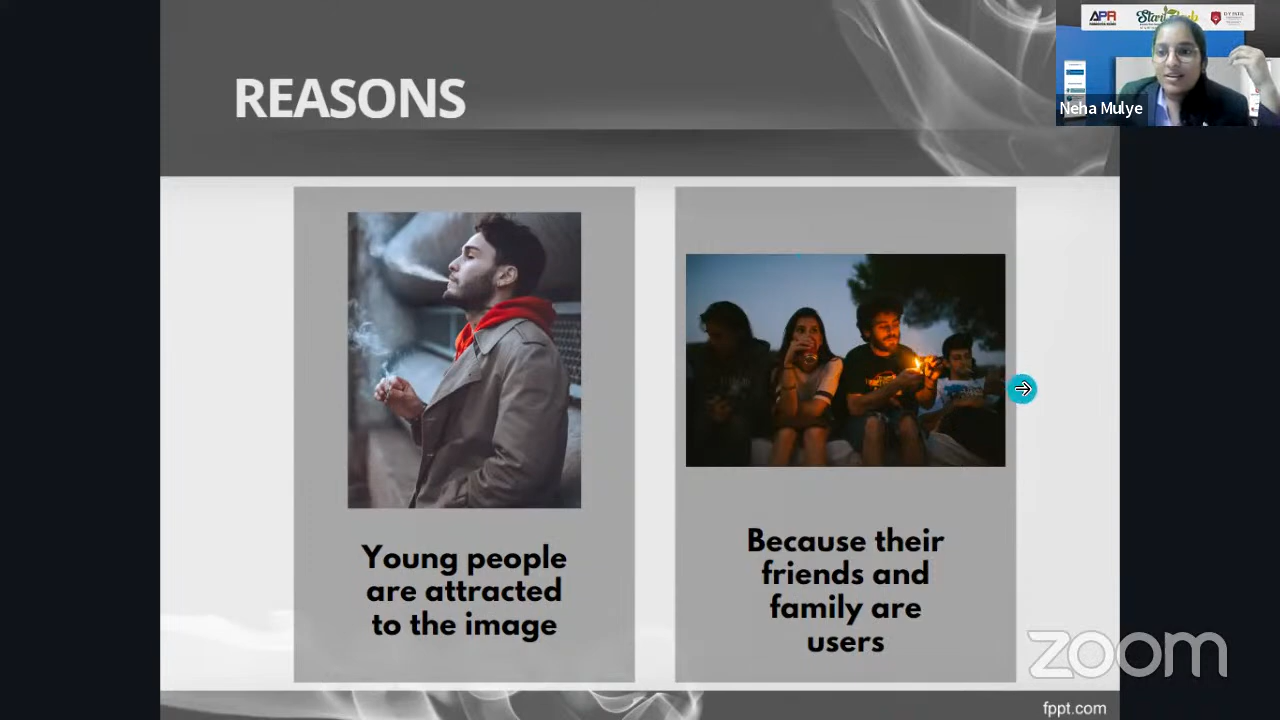 REASONS
APR
Neha Mulye
Young people
are attracted
to the image
Because their
friends and
family are
users
zoom
fppt.com